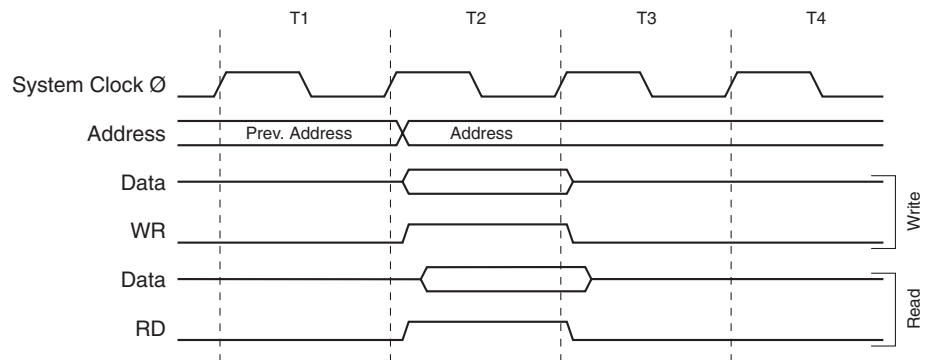 T1 T2 T3 T4
System Clock Ø
Address Prev. Address Address
Data
WR
Write
Data
RD
Read